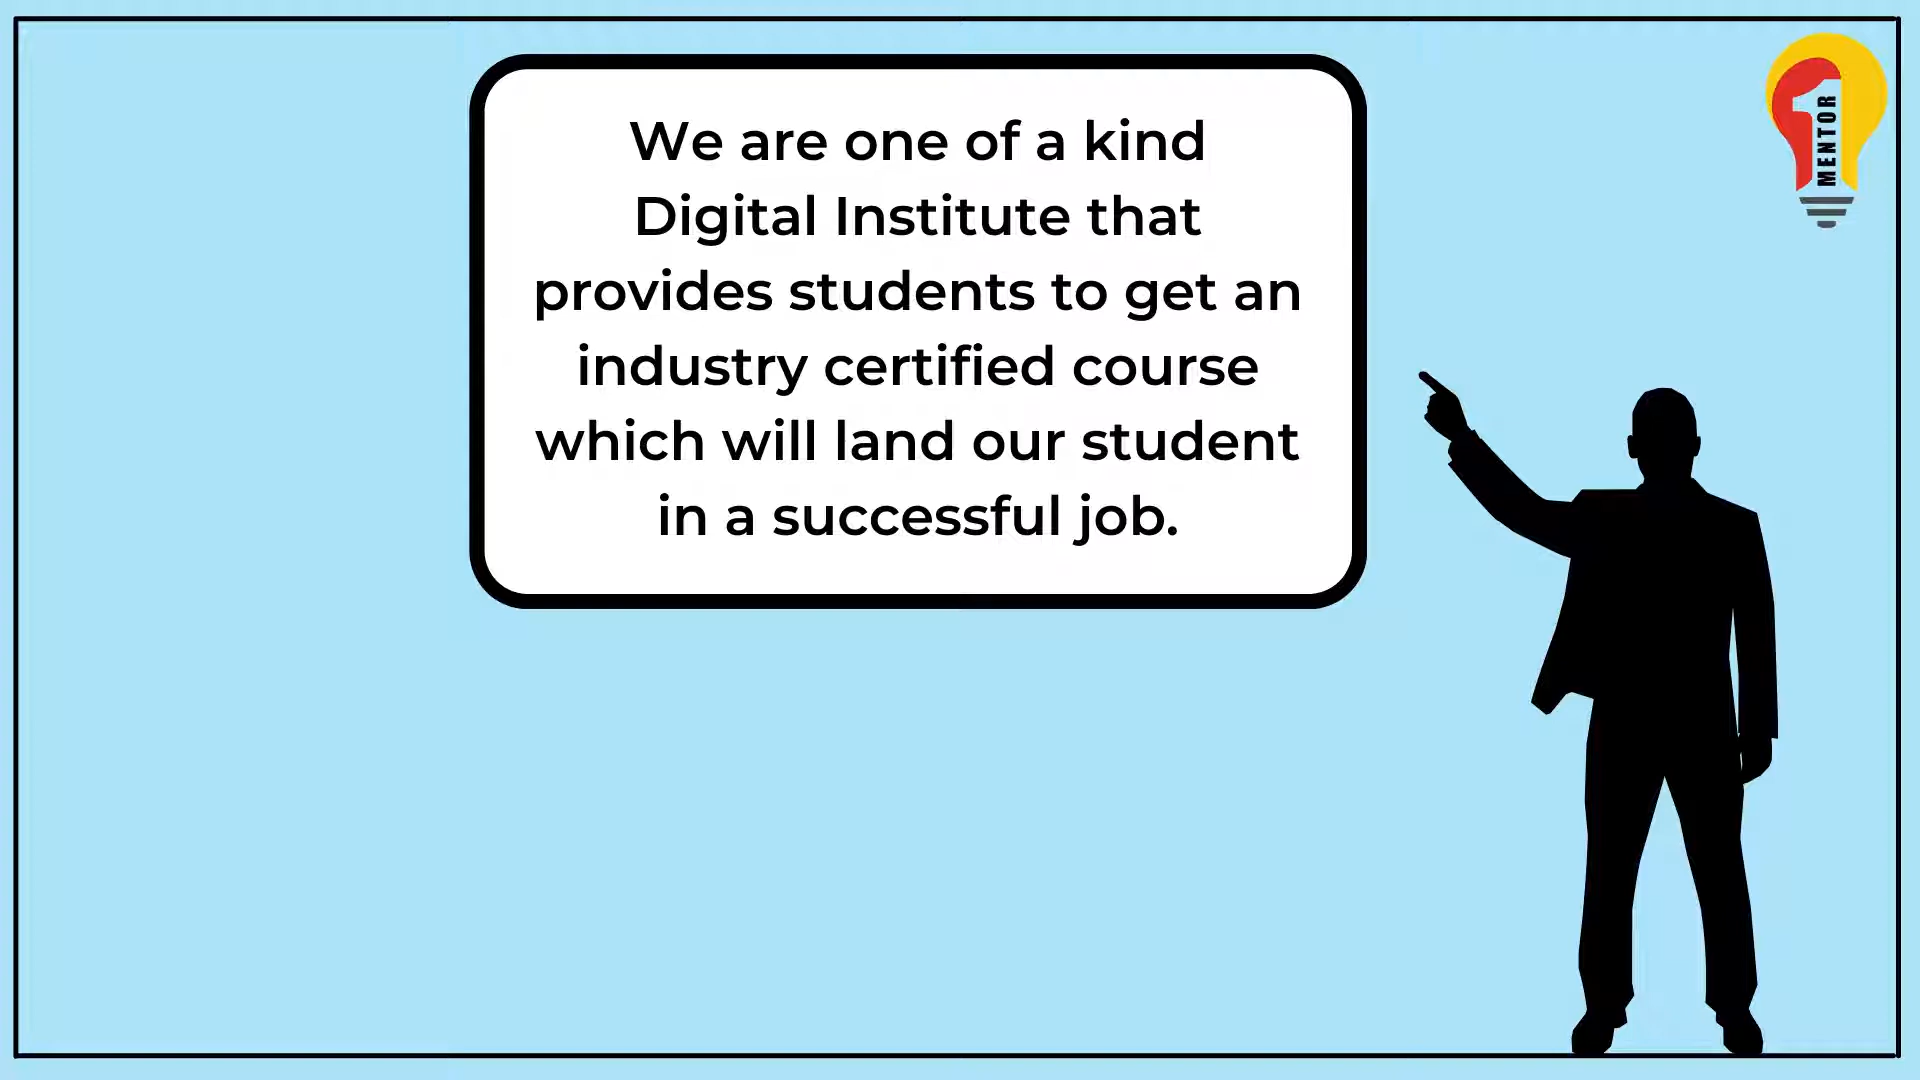 We are one of a kind
Digital Institute that
provides students to get an
industry certified course
which will land our student
in a successful job.
1 MENTOR